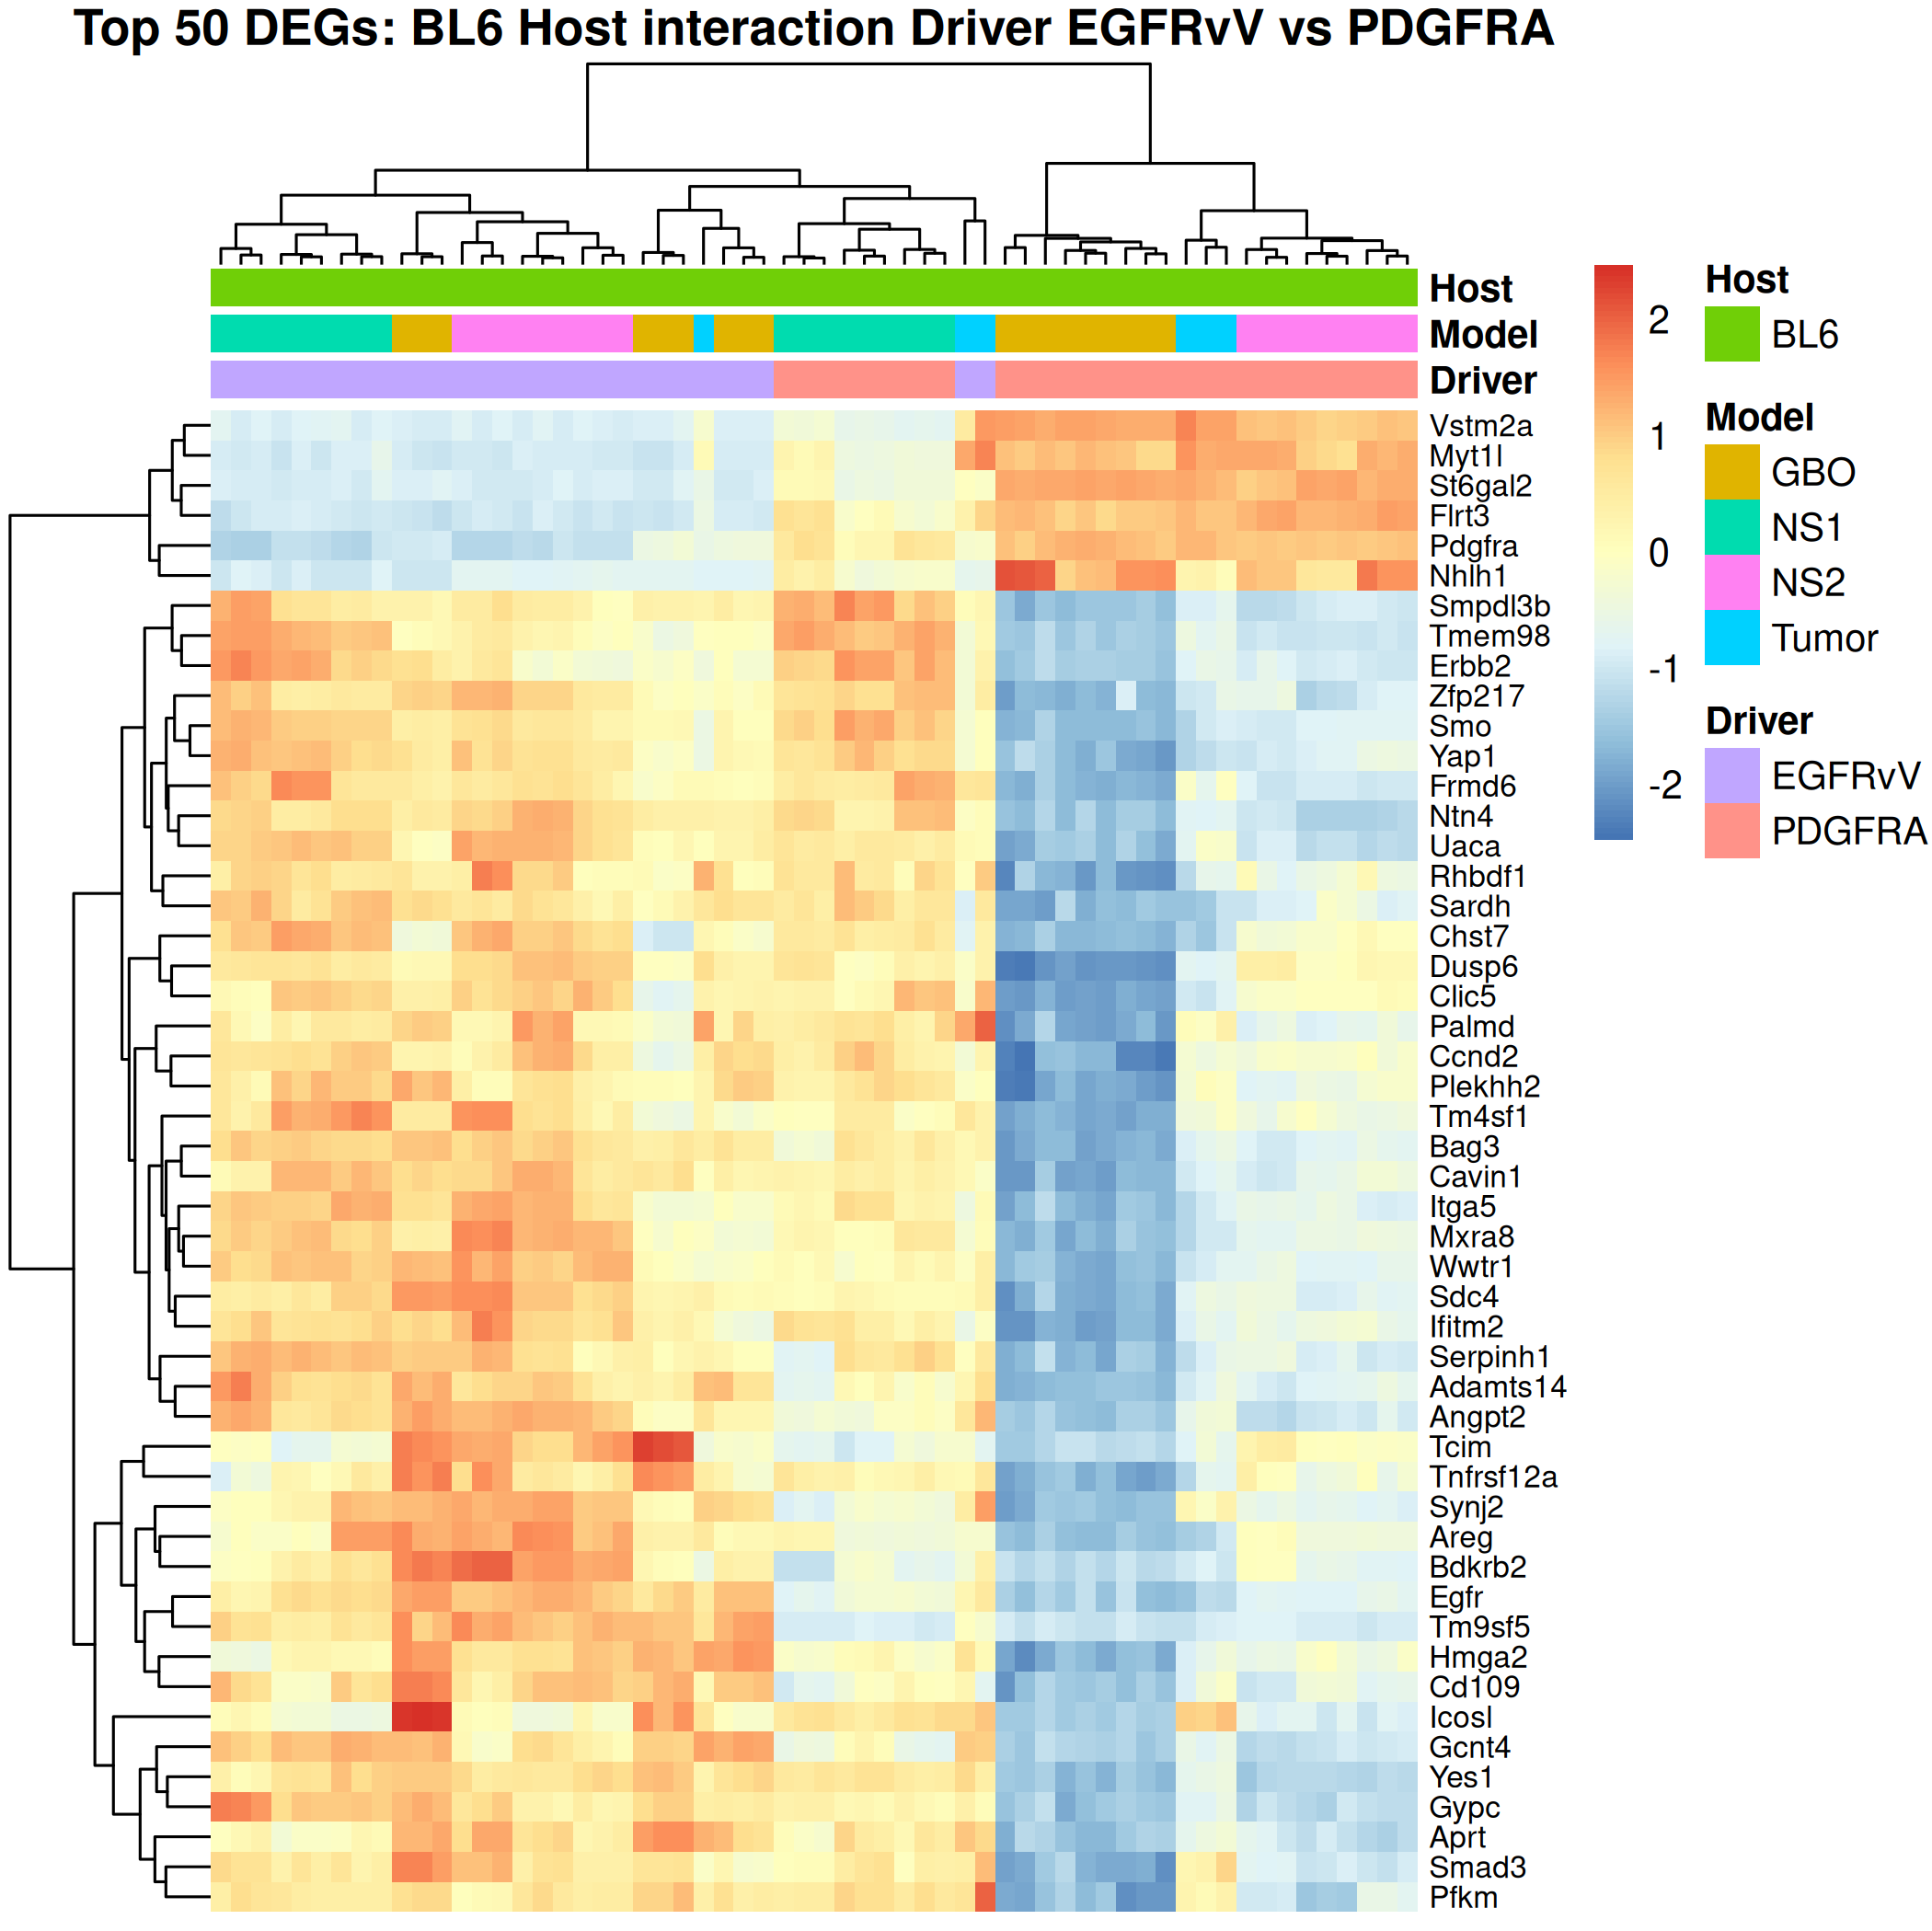 Top 50 DEGs: BL6 Host interaction Driver EGFRvV vs PDGFRA
Host
Model
Driver
Vstm2a
Myt1l
St6gal2
Flrt3
Pdgfra
Nhlh1
Smpdl3b
Tmem98
Erbb2
Zfp217
Smo
Yap1
Frmd6
Ntn4
Uaca
Rhbdf1
Sardh
Chst7
Dusp6
Clic5
Palmd
Ccnd2
Plekhh2
Tm4sf1
Bag3
Cavin1
Itga5
Mxra8
Wwtr1
Sdc4
Ifitm2
Serpinh1
Adamts14
Angpt2
Tcim
Tnfrsf12a
Synj2
Areg
Bdkrb2
Egfr
Tm9sf5
Hmga2
Cd109
Icosl
Gcnt4
Yes1
Gypc
Aprt
Smad3
Pfkm
2
1
0
-1
-2
Host
BL6
Model
GBO
NS1
NS2
Tumor
Driver
EGFRvV
PDGFRA